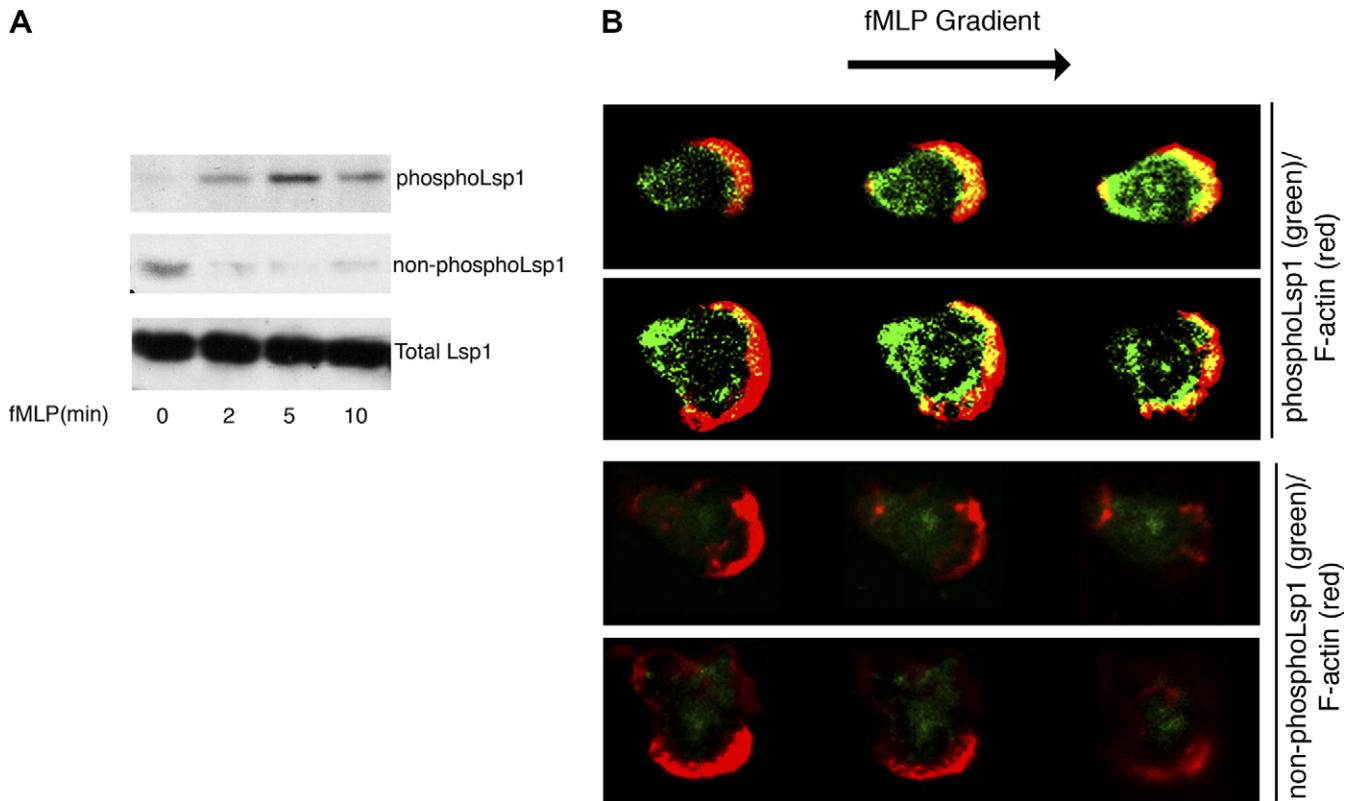 A
phosphoLsp1
non-phosphoLsp1
Total Lsp1
fMLP(min) 0 2 5 10
B
fMLP Gradient
phosphoLsp1 (green)/
F-actin (red)
non-phosphoLsp1 (green)/
F-actin (red)